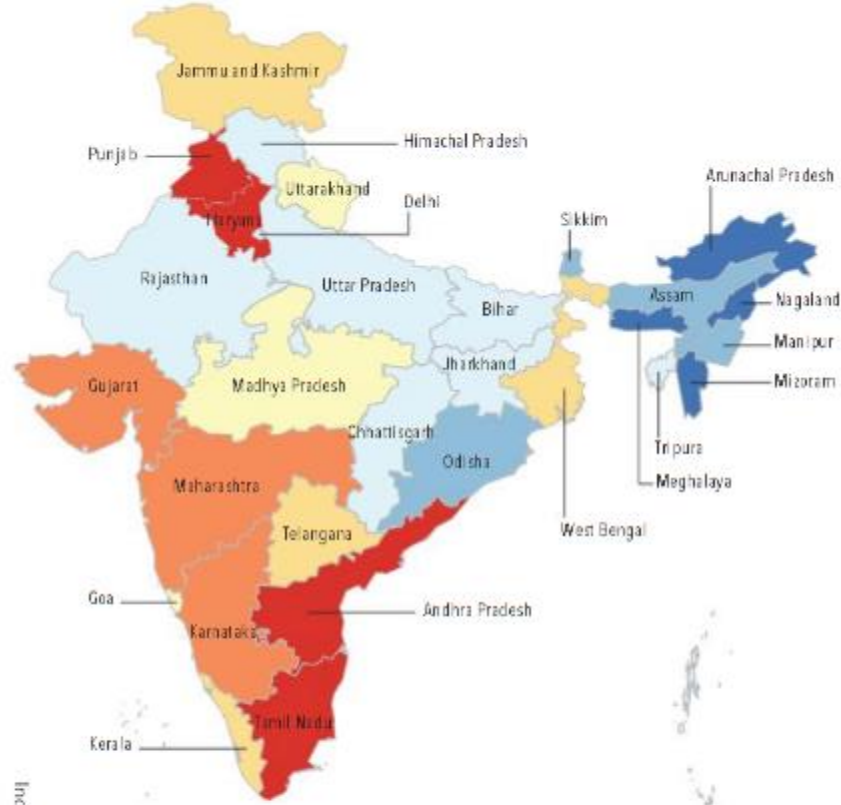 Jammu and Kashmir
Himachal Pradesh
Punjab
Arunachal Pradesh
Uttarakhand
Delhi
Haryana
Sikkim
Rajasthan
Uttar Pradesh
Assam
Nagaland
Bihar
Manipur
Jharkhand
Gujarat
Madhya Pradesh
Mizoram
Chhattisgarh
Tripura
Odisha
Meghalaya
Maharashtra
Telangana
West Bengal
Goa
Andhra Pradesh
Karnataka
Tamil Nadu
Kerala